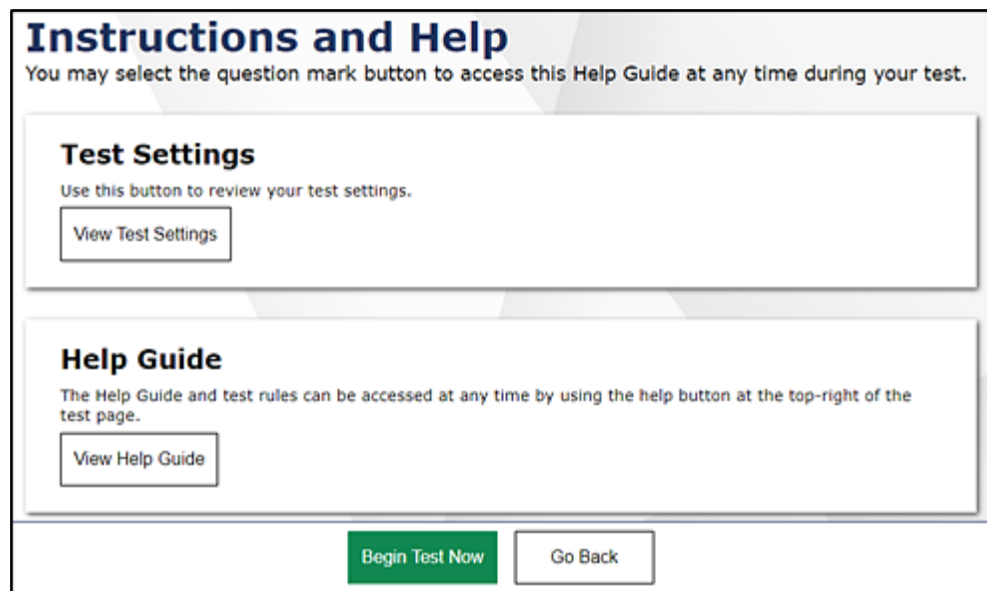 Instructions and Help
You may select the question mark button to access this Help Guide at any time during your test.
Test Settings
Use this button to review your test settings.
View Test Settings
Help Guide
The Help Guide and test rules can be accessed at any time by using the help button at the top-right of the
test page.
View Help Guide
Begin Test Now
Go Back